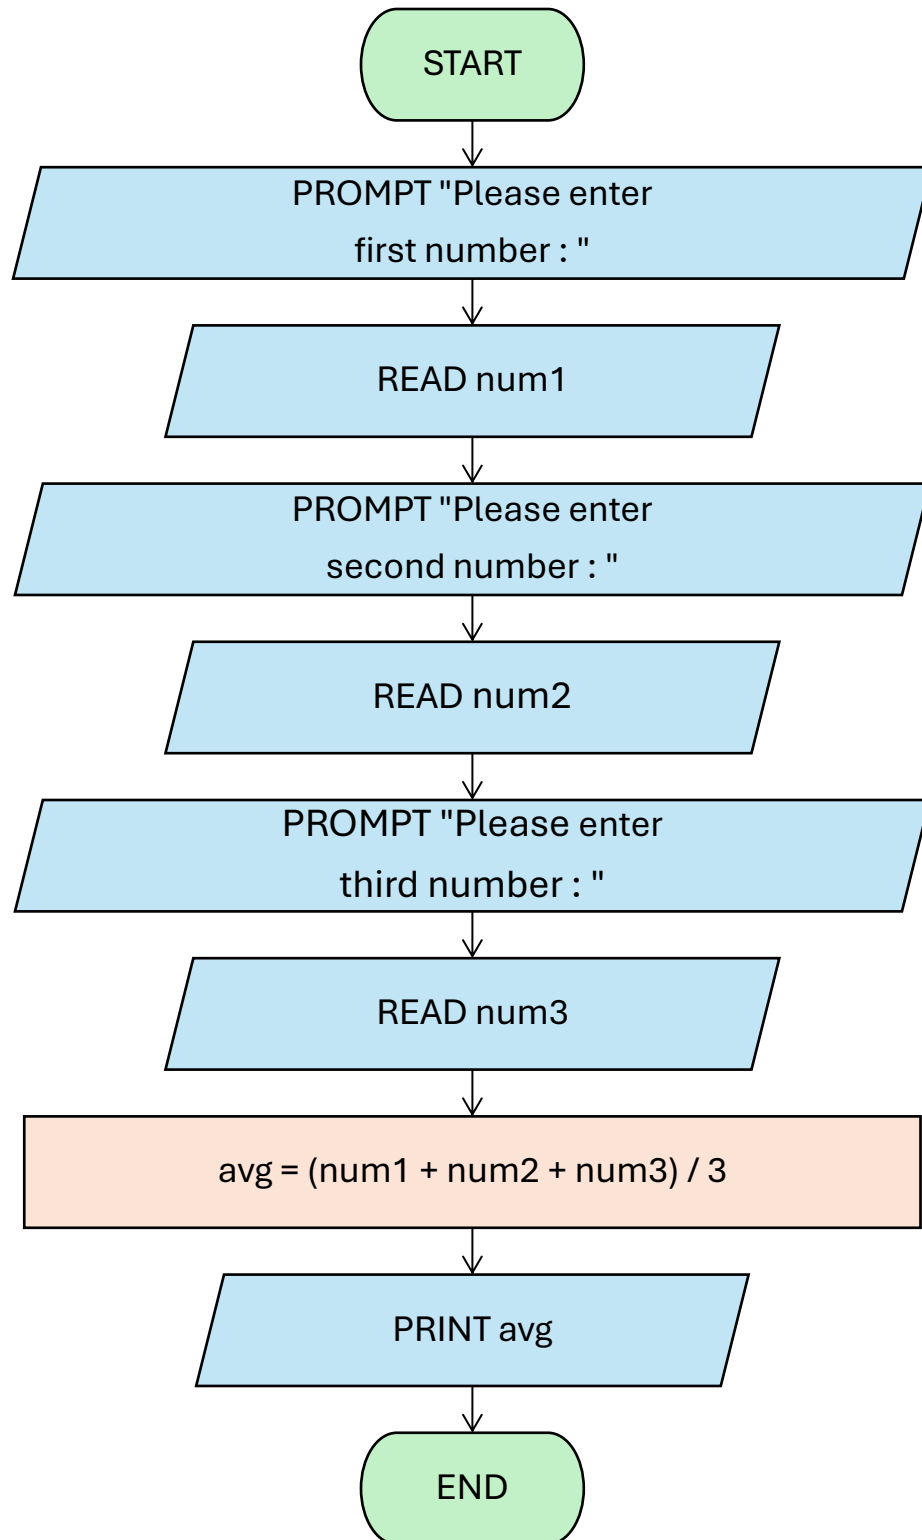 START
PROMPT "Please enter
first number : "
READ num1
PROMPT "Please enter
second number : "
READ num2
PROMPT "Please enter
third number : "
READ num3
avg = (num1 + num2 + num3) / 3
PRINT avg
END